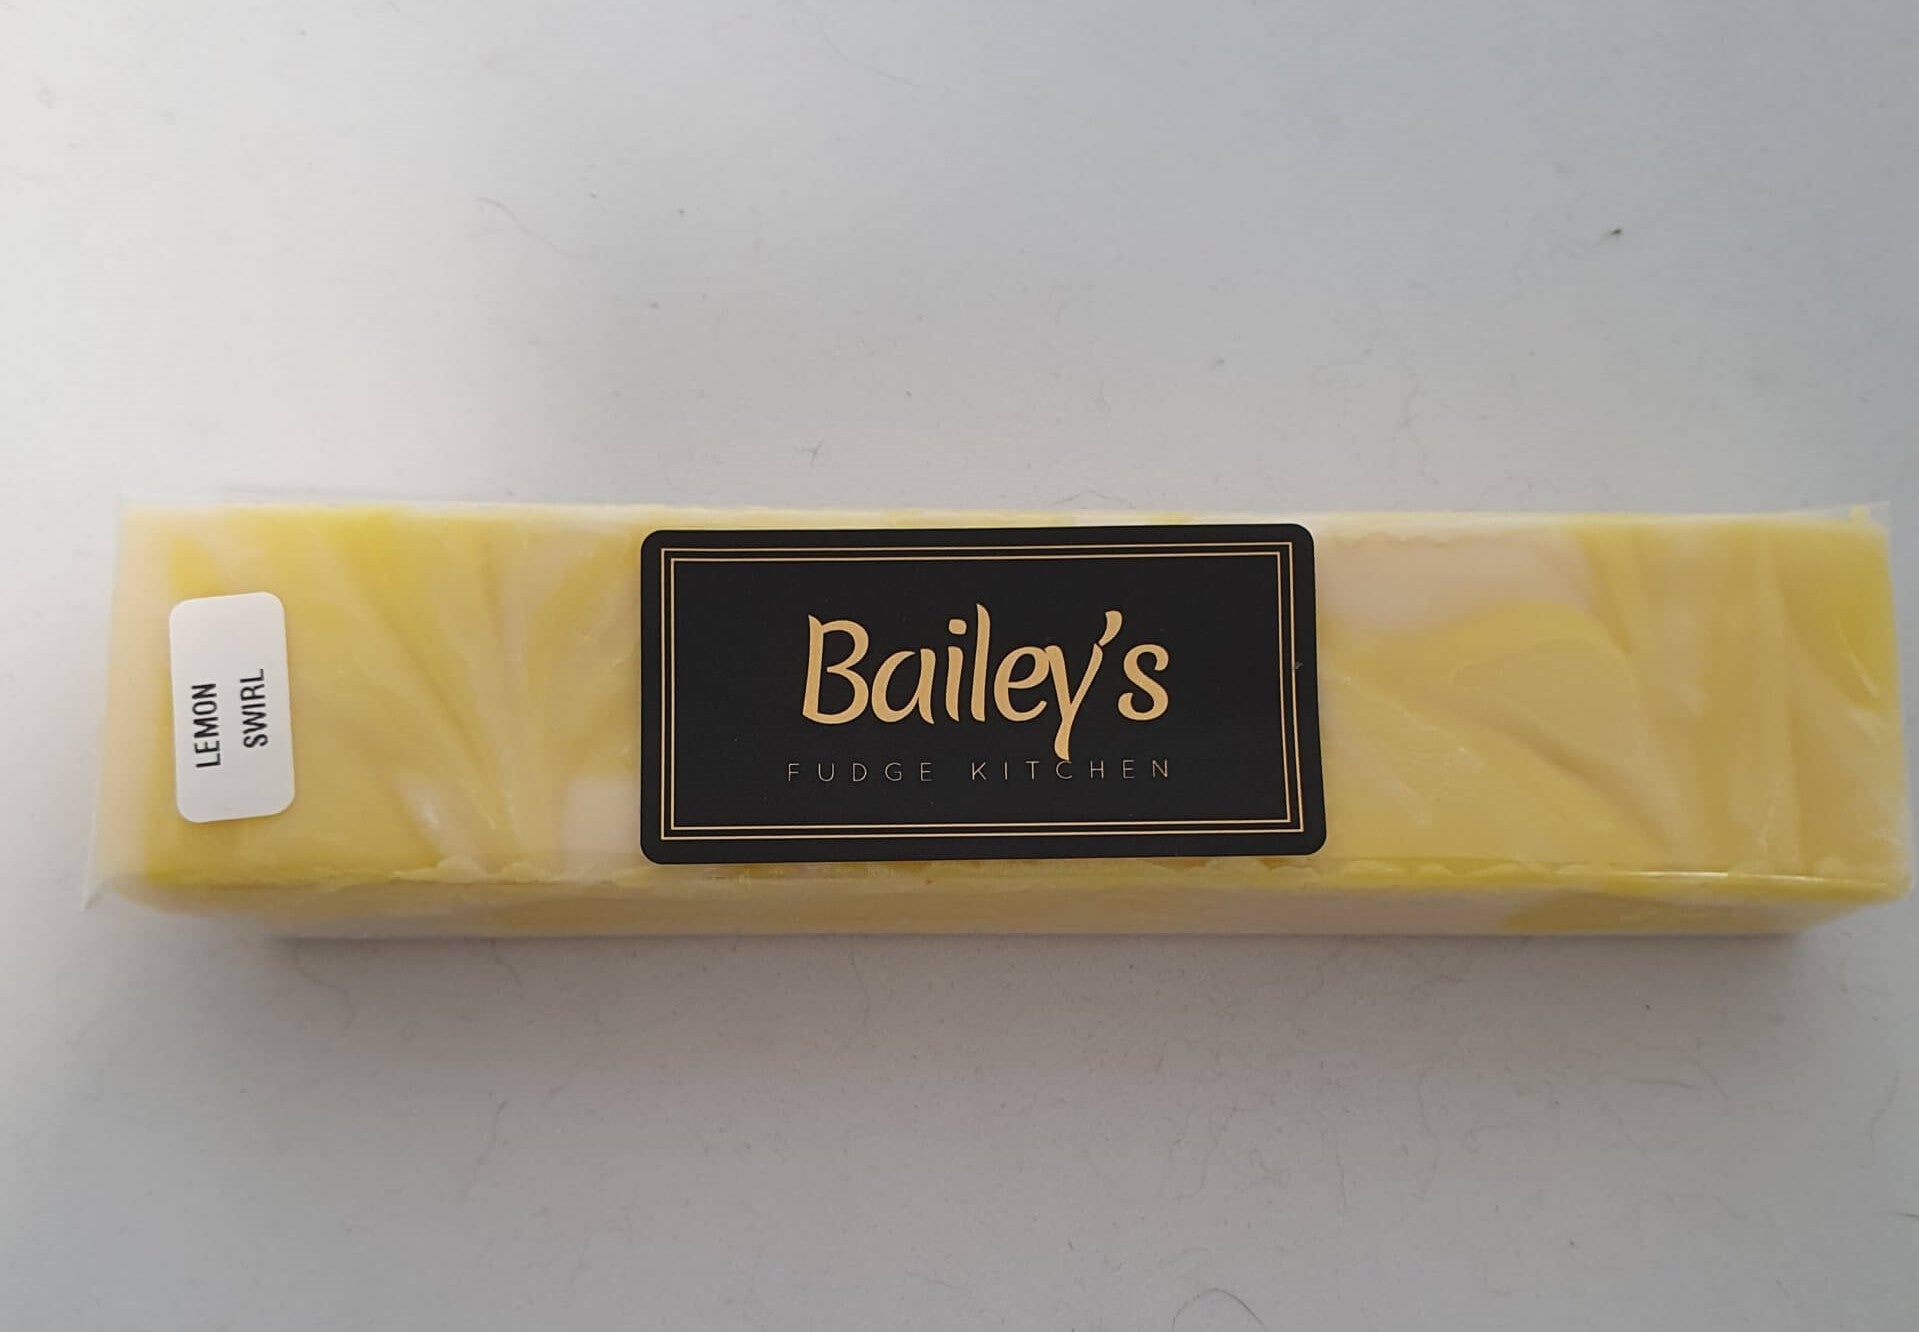 LEMON
SWIRL
Bailey's
FUDGE KITCHEN